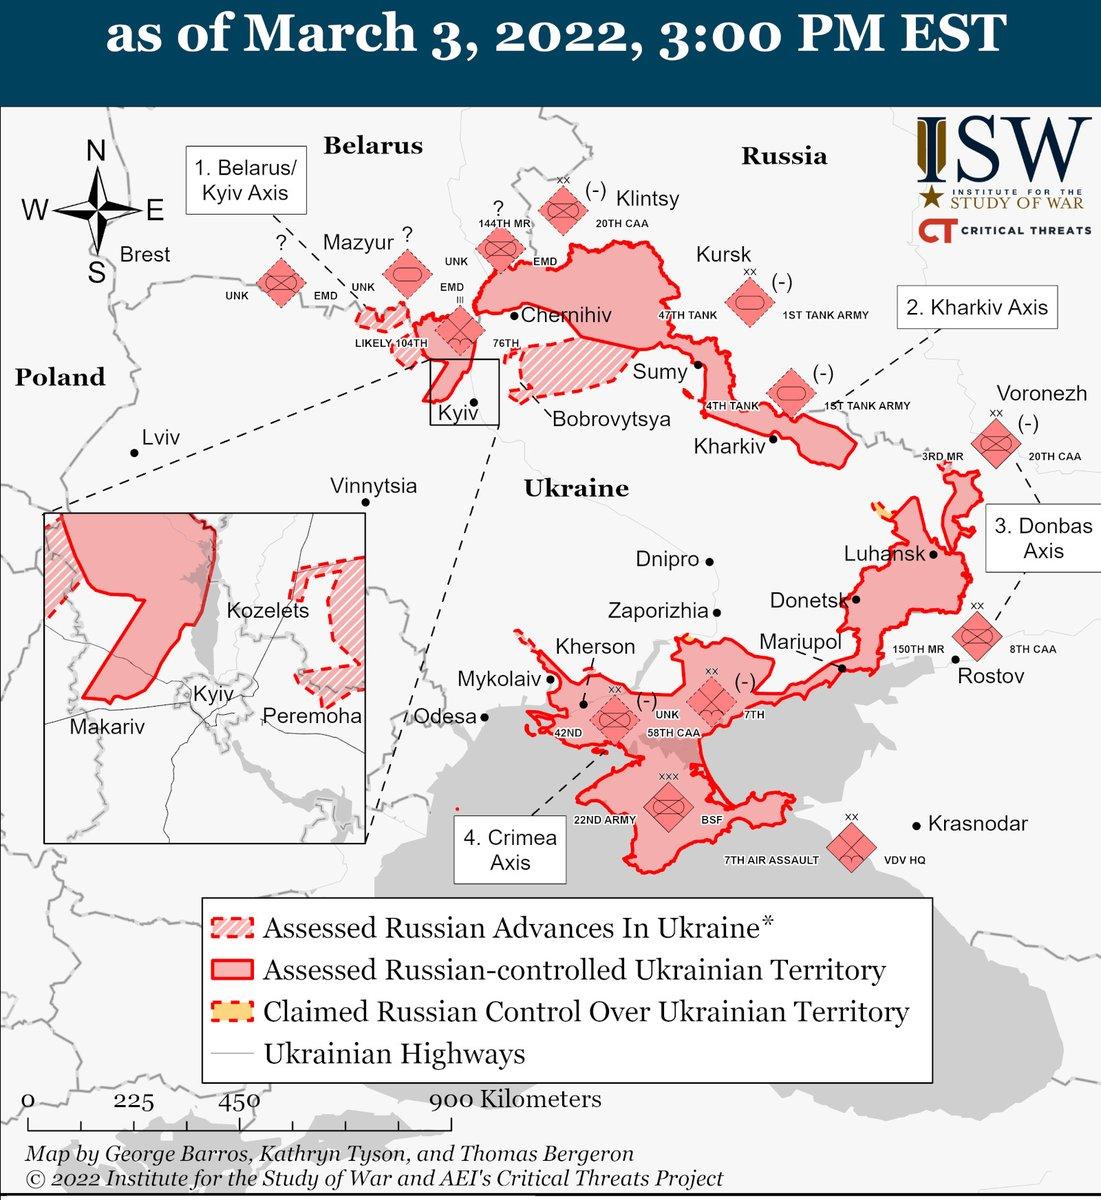 as of March 3, 2022, 3:00 PM EST
N
W
E
S
1. Belarus/
Kyiv Axis
Belarus
Russia
ISW
INSTITUTE FOR THE
STUDY OF WAR
CT CRITICAL THREATS
xx
(-)
Klintsy
20TH CAA
?
144TH MR
UNK
EMD
Brest
?
UNK
EMD
Mazyur
?
UNK
EMD
Kursk
xx
(-)
47TH TANK
1ST TANK ARMY
2. Kharkiv Axis
III
LIKELY 104TH
76TH
Chernihiv
Poland
Sumy
(-)
4TH TANK
1ST TANK ARMY
Voronezh
xx
(-)
3RD MR
20TH CAA
Kyiv
Bobrovytsya
Kharkiv
Lviv
Vinnytsia
Ukraine
3. Donbas
Axis
Luhansk
Dnipro
Donetsk
Zaporizhia
Mariupol
xx
150TH MR
8TH CAA
Rostov
Kherson
Mykolaiv
Odesa
xx
(-)
42ND
58TH CAA
xx
(-)
UNK
7TH
Kozelets
Kyiv
Makariv
Peremoha
xxx
22ND ARMY
BSF
4. Crimea
Axis
xx
7TH AIR ASSAULT
VDV HQ
Krasnodar
Assessed Russian Advances In Ukraine*
Assessed Russian-controlled Ukrainian Territory
Claimed Russian Control Over Ukrainian Territory
Ukrainian Highways
0 225 450 900 Kilometers
Map by George Barros, Kathryn Tyson, and Thomas Bergeron
© 2022 Institute for the Study of War and AEI's Critical Threats Project